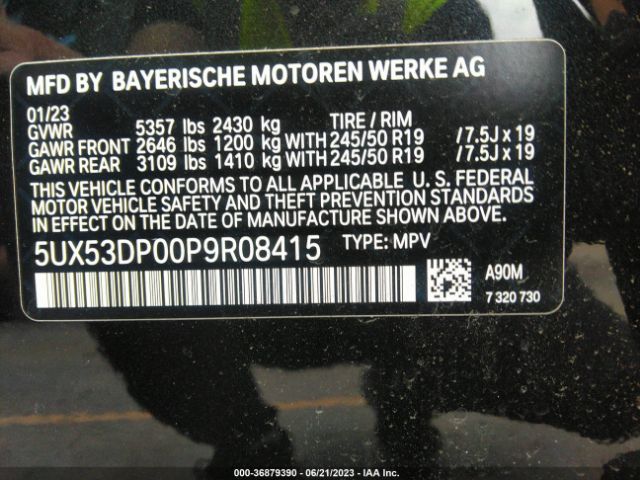 MFD BY BAYERISCHE MOTOREN WERKE AG
01/23
GVWR 5357 lbs 2430 kg TIRE / RIM
GAWR FRONT 2646 lbs 1200 kg WITH 245/50 R19 /7.5J x 19
GAWR REAR 3109 lbs 1410 kg WITH 245/50 R19 /7.5J x 19
THIS VEHICLE CONFORMS TO ALL APPLICABLE U. S. FEDERAL
MOTOR VEHICLE SAFETY AND THEFT PREVENTION STANDARDS
IN EFFECT ON THE DATE OF MANUFACTURE SHOWN ABOVE.
5UX53DP00P9R08415 TYPE: MPV
A90M
7 320 730
000-36879390 - 06/21/2023 - IAA Inc.